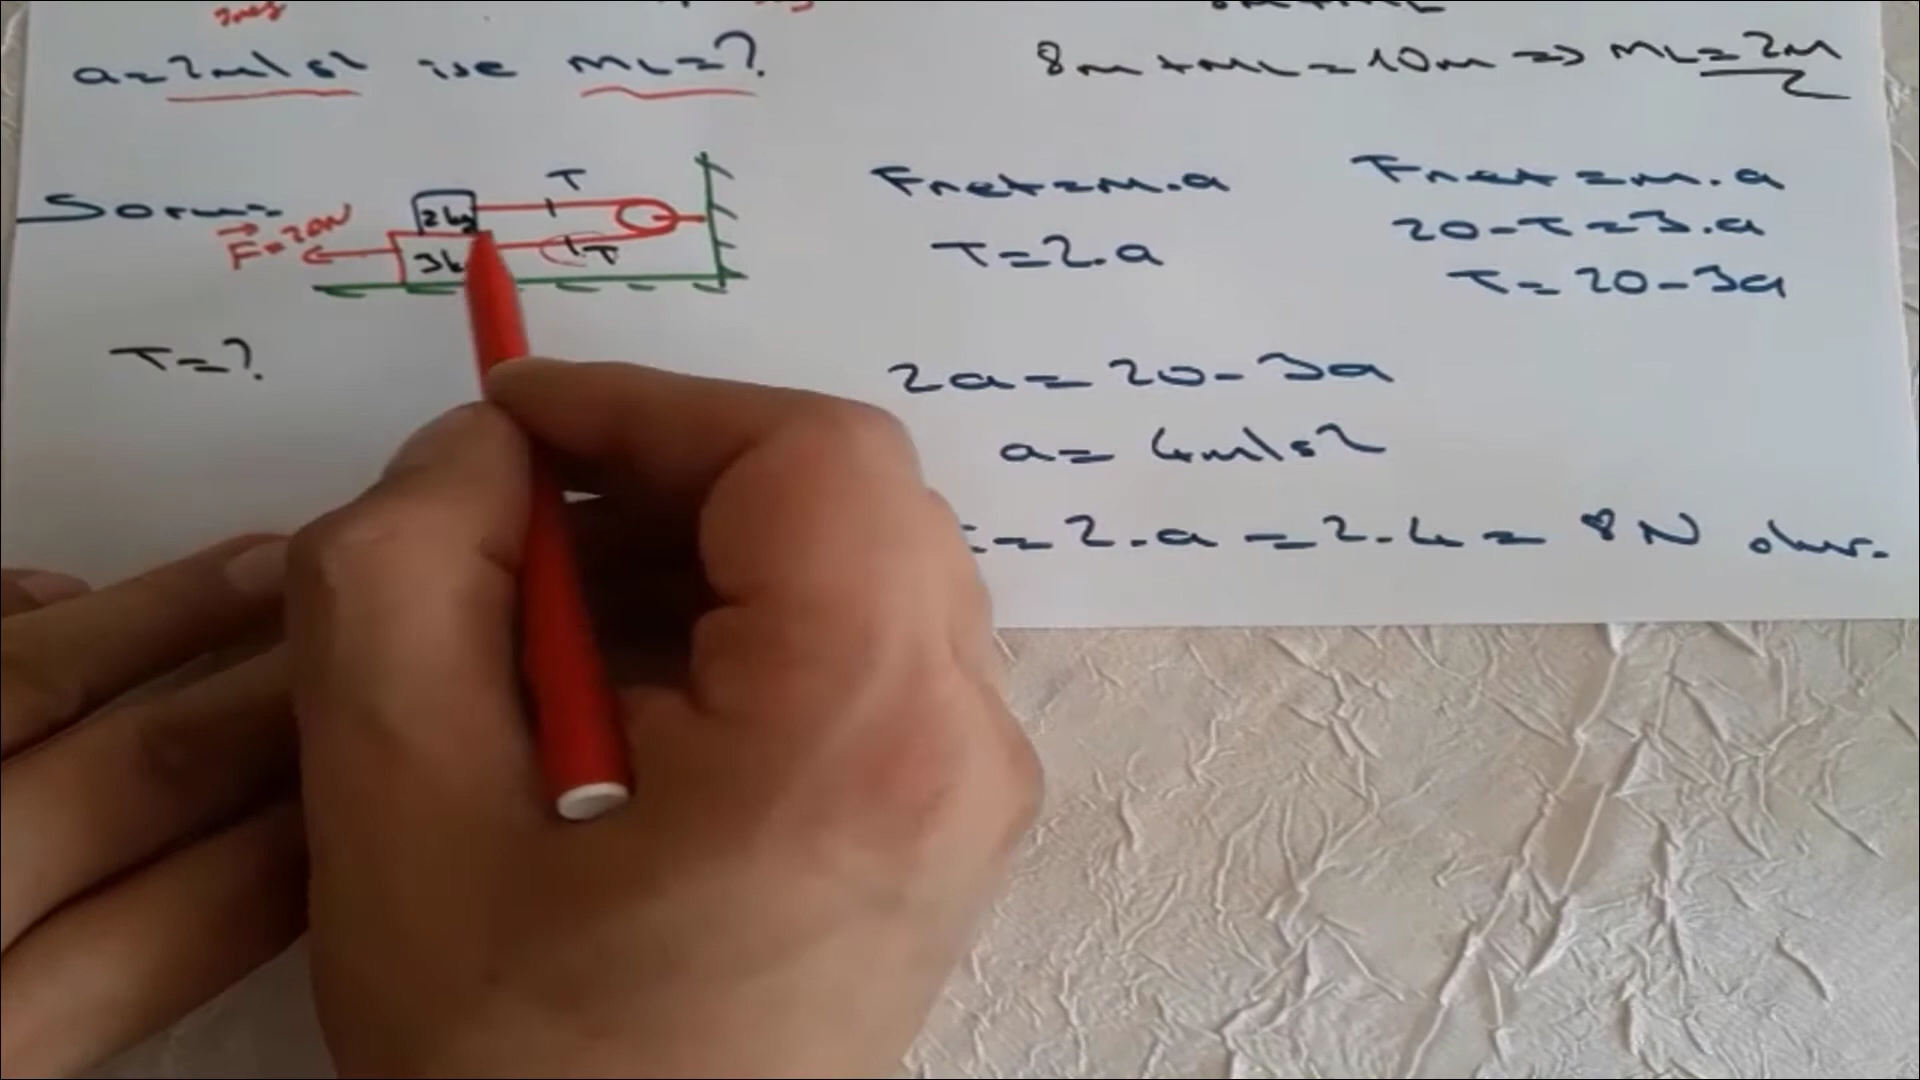 a=2m/s² ise mL=?
8m+mL=10m => mL=2m
Soru:
F=20N
2kg
T
3k
T
T=?
Fnet=m.a
T=2.a
Fnet=m.a
20-T=3.a
T=20-3a
2a=20-3a
a=4m/s²
=2.a=2.4=8N olur.